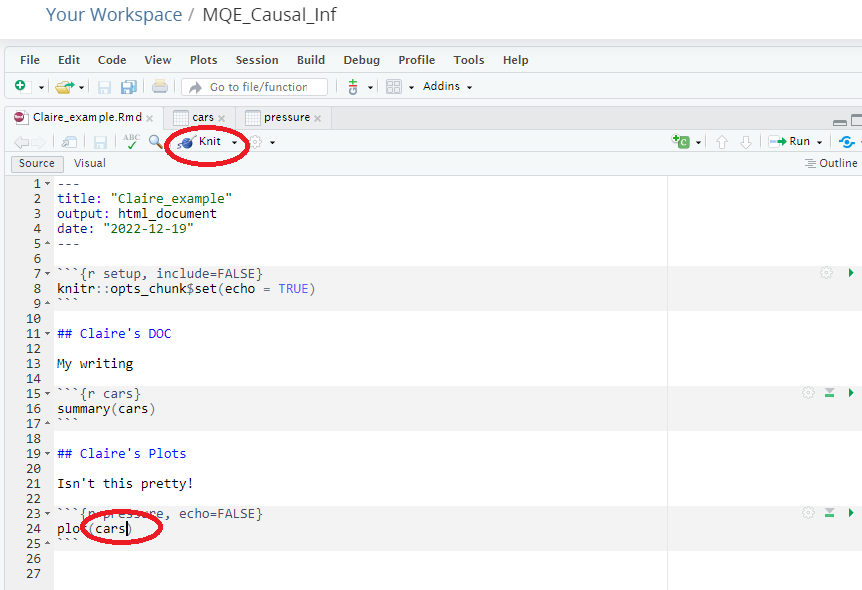 Your Workspace / MQE_Causal_Inf
File Edit Code View Plots Session Build Debug Profile Tools Help
Go to file/function Addins
Claire_example.Rmd cars pressure
ABC Knit C Run
Source Visual Outline
1 ---
2 title: "Claire_example"
3 output: html_document
4 date: "2022-12-19"
5 ---
6
7 ```{r setup, include=FALSE}
8 knitr::opts_chunk$set(echo = TRUE)
9 ```
10
11 ## Claire's DOC
12
13 My writing
14
15 ```{r cars}
16 summary(cars)
17 ```
18
19 ## Claire's Plots
20
21 Isn't this pretty!
22
23 ```{r pressure, echo=FALSE}
24 plot(cars)
25 ```
26
27